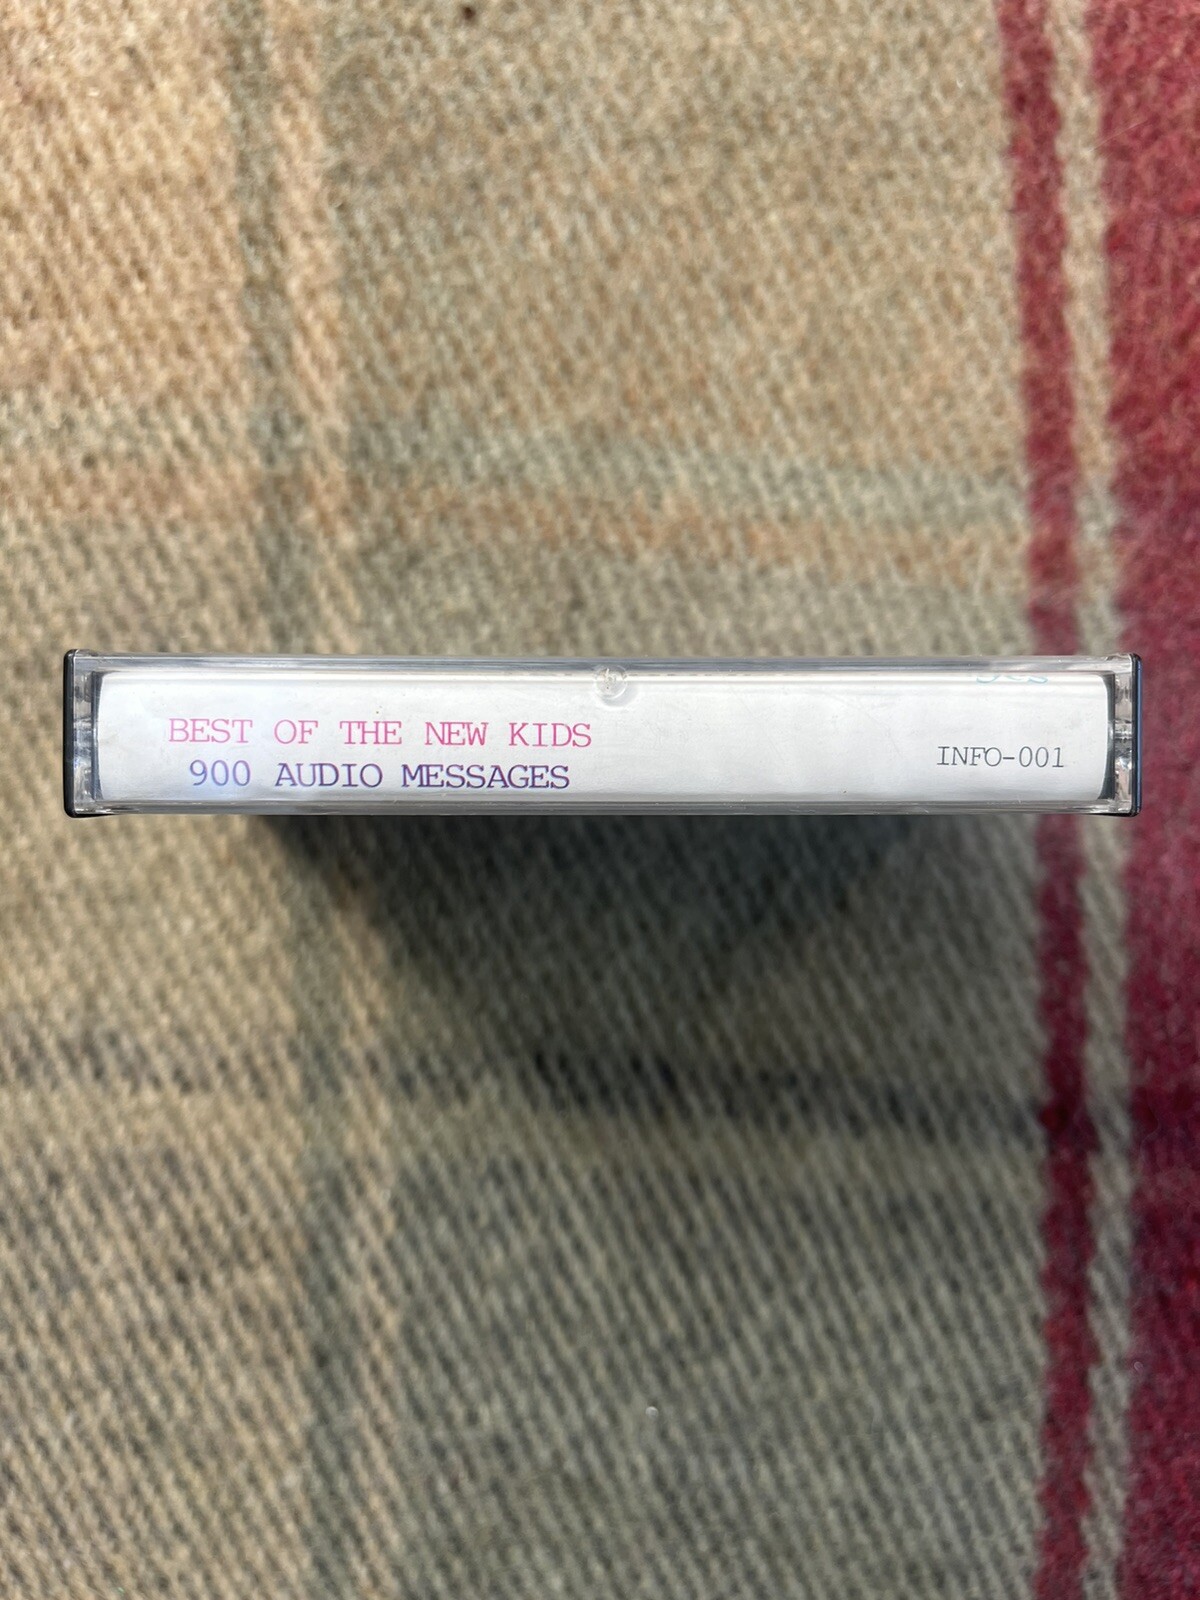 BEST OF THE NEW KIDS
900 AUDIO MESSAGES
INFO-001